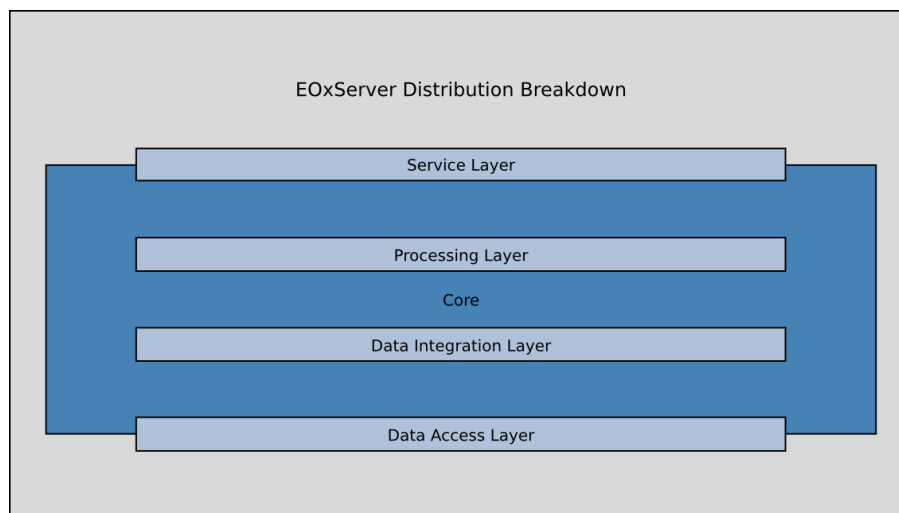 EOxServer Distribution Breakdown
Service Layer
Processing Layer
Core
Data Integration Layer
Data Access Layer